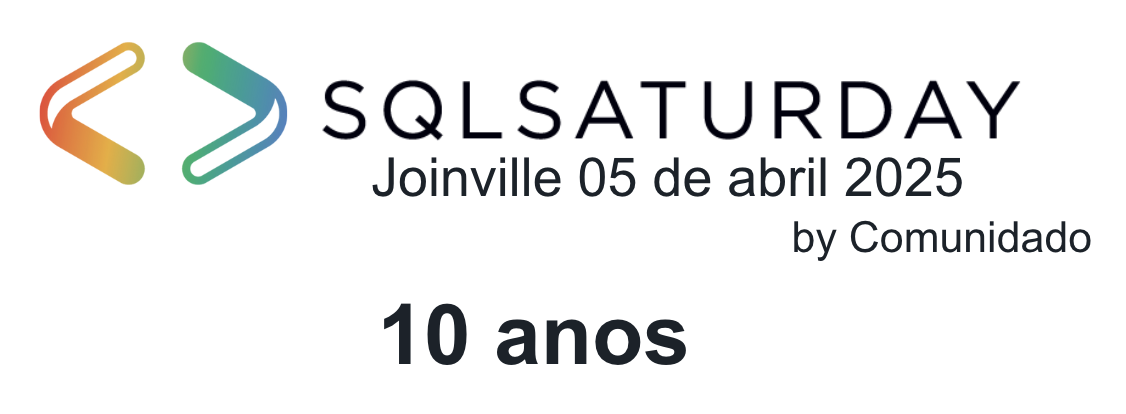 SQLSATURDAY
Joinville 05 de abril 2025
by Comunidado
10 anos